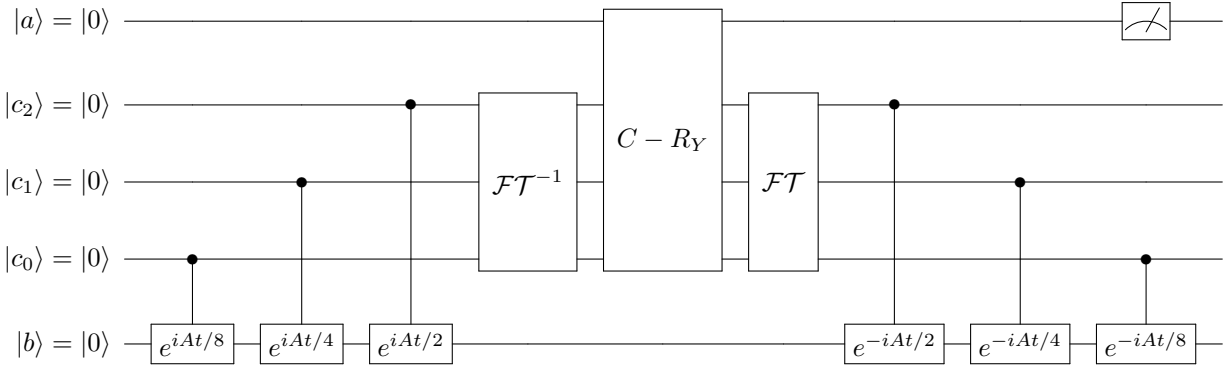 |a⟩ = |0⟩
|c₂⟩ = |0⟩
C − R_Y
|c₁⟩ = |0⟩
𝓕𝓣⁻¹
𝓕𝓣
|c₀⟩ = |0⟩
|b⟩ = |0⟩ e^{iAt/8} e^{iAt/4} e^{iAt/2} e^{−iAt/2} e^{−iAt/4} e^{−iAt/8}